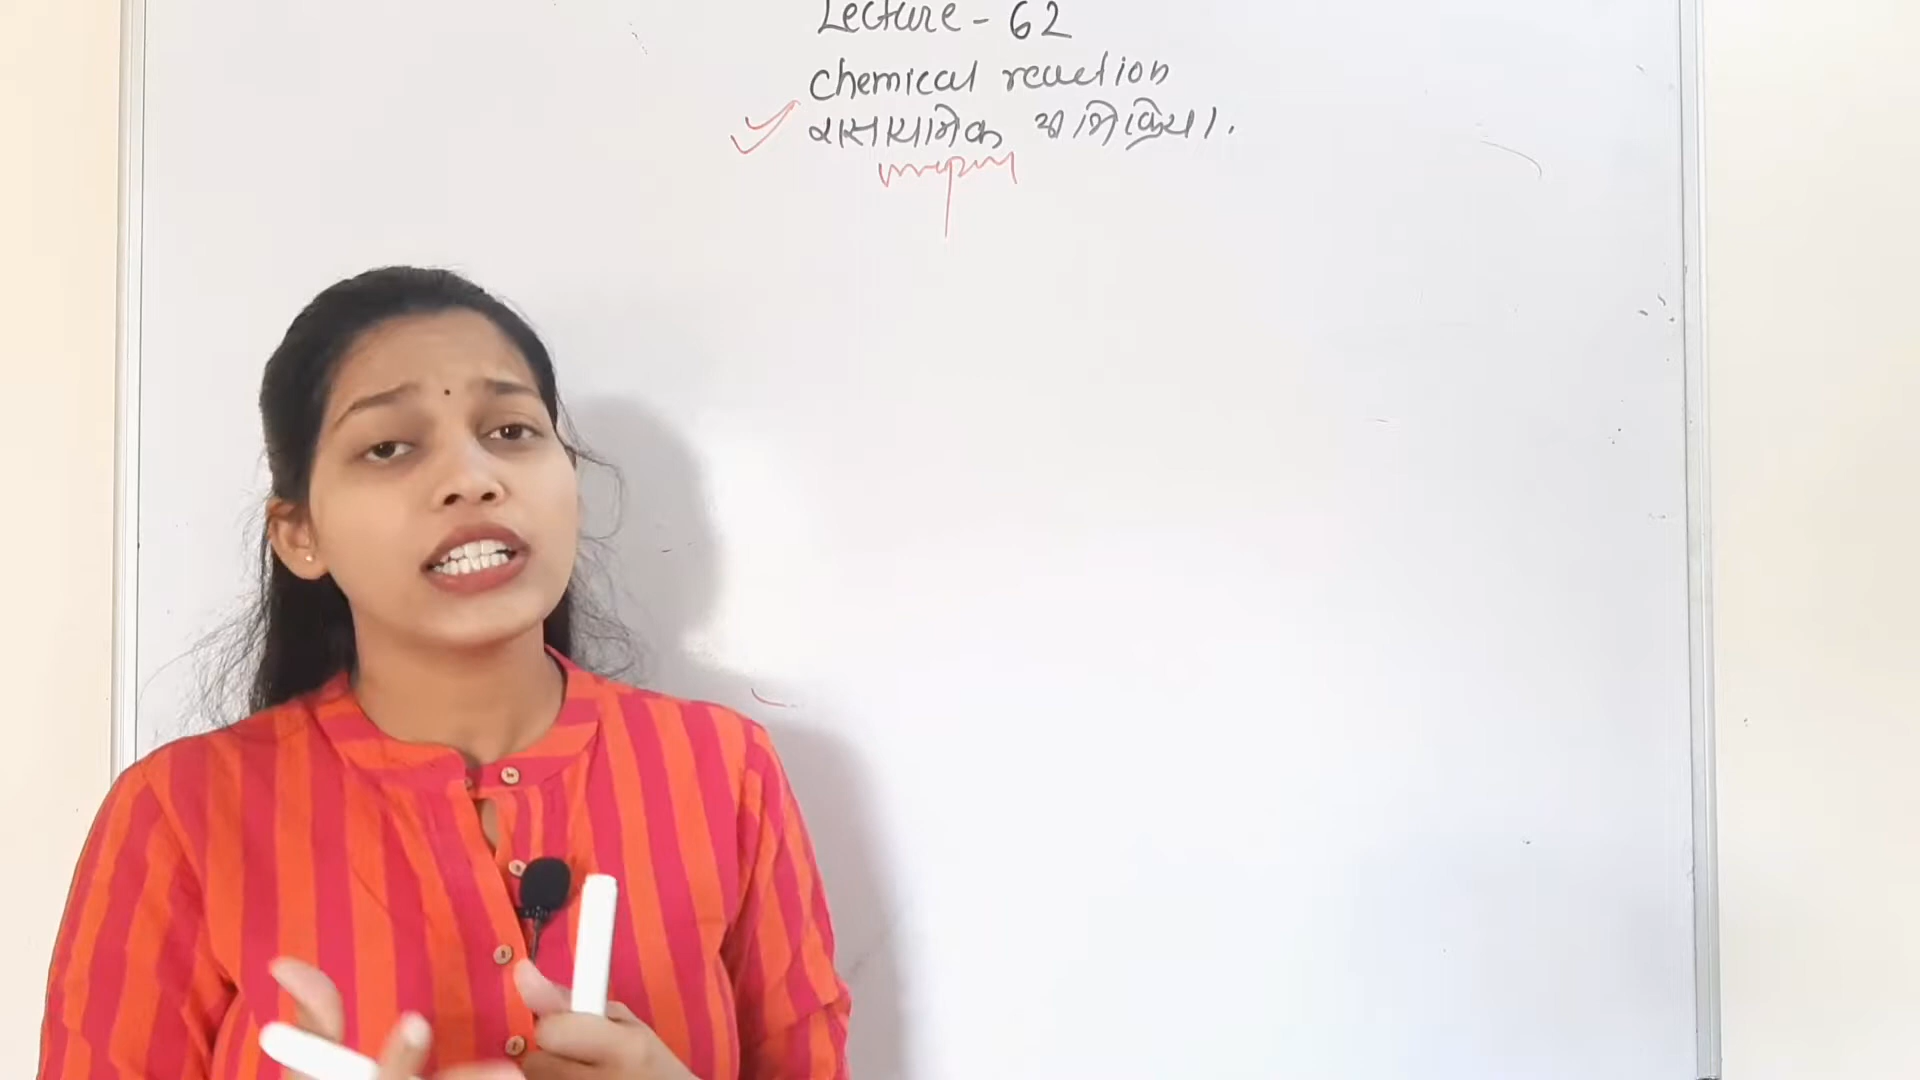 Lecture - 62
Chemical reaction
रासायनिक अभिक्रिया.